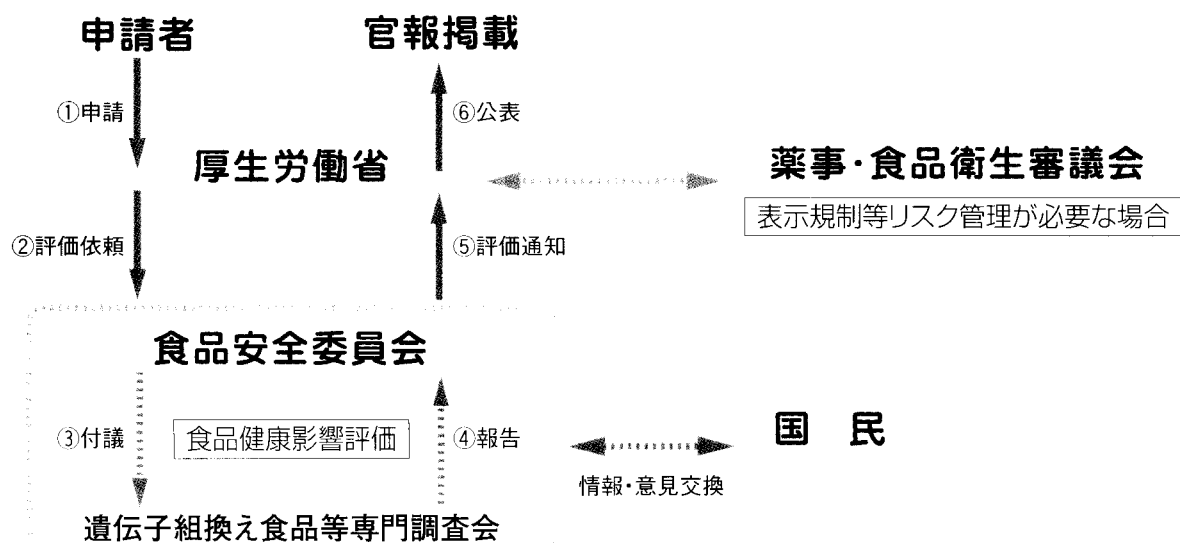 申請者
官報掲載
①申請
⑥公表
厚生労働省
薬事・食品衛生審議会
表示規制等リスク管理が必要な場合
②評価依頼
⑤評価通知
食品安全委員会
③付議
食品健康影響評価
④報告
国 民
情報・意見交換
遺伝子組換え食品等専門調査会